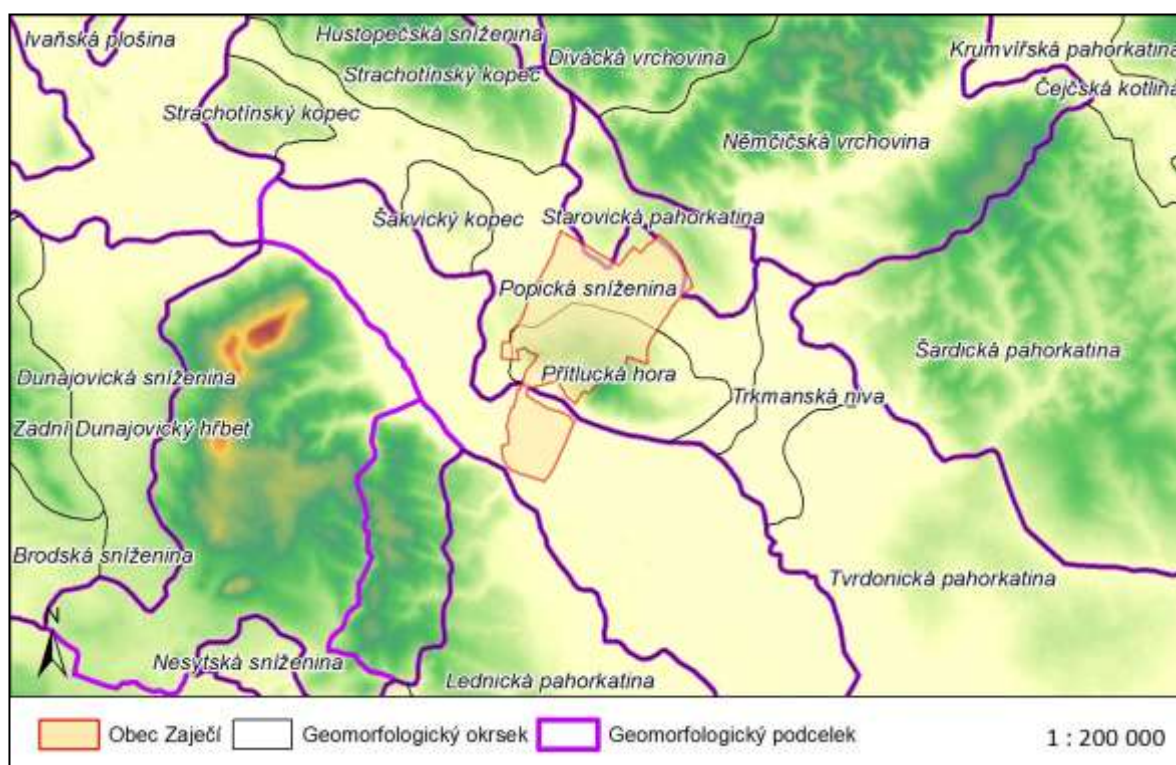 Ivaňská plošina
Hustopečská sníženina
Divácká vrchovina
Krumvířská pahorkatina
Strachotínský kopec
Čejčská kotlina
Strachotínský kopec
Němčičská vrchovina
Šakvický kopec
Starovická pahorkatina
Popická sníženina
Šardická pahorkatina
Dunajovická sníženina
Přítlucká hora
Trkmanská niva
Zadní Dunajovický hřbet
Brodská sníženina
Tvrdonická pahorkatina
N
Nesytská sníženina
Lednická pahorkatina
Obec Zaječí Geomorfologický okrsek Geomorfologický podcelek 1 : 200 000